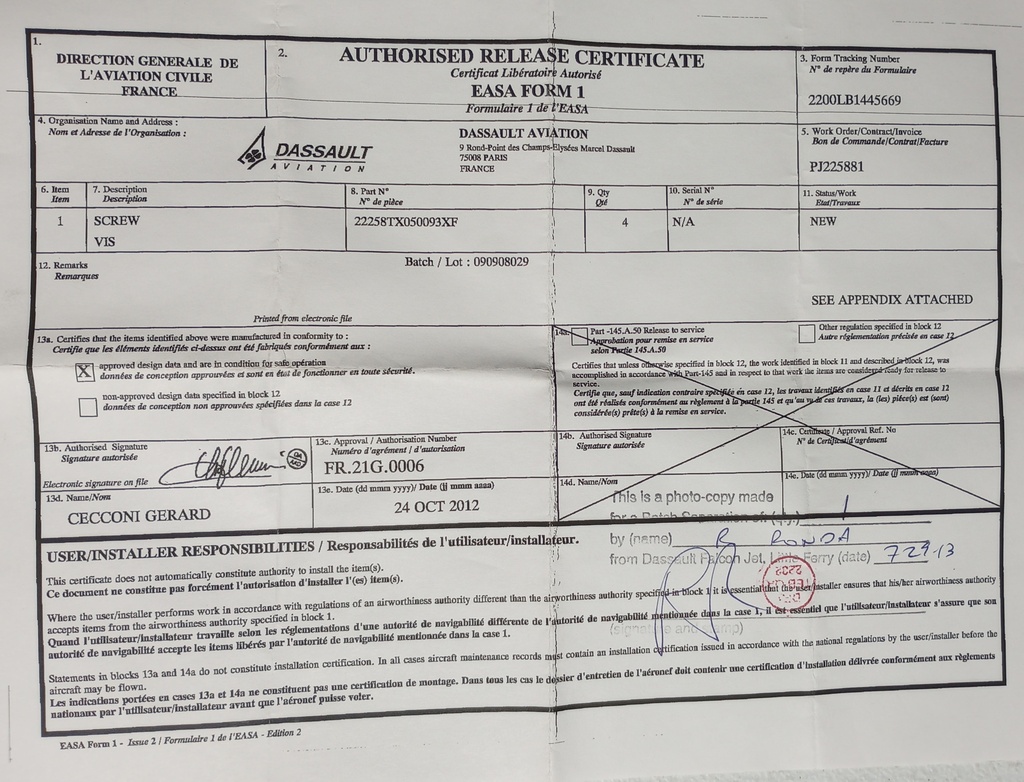 1.
DIRECTION GENERALE DE
L'AVIATION CIVILE
FRANCE
2.
AUTHORISED RELEASE CERTIFICATE
Certificat Libératoire Autorisé
EASA FORM 1
Formulaire 1 de l'EASA
3. Form Tracking Number
N° de repère du Formulaire
2200LB1445669
4. Organisation Name and Address :
Nom et Adresse de l'Organisation :
DASSAULT
AVIATION
DASSAULT AVIATION
9 Rond-Point des Champs-Elysées Marcel Dassault
75008 PARIS
FRANCE
5. Work Order/Contract/Invoice
Bon de Commande/Contrat/Facture
PJ225881
6. Item
Item
7. Description
Description
8. Part N°
N° de pièce
9. Qty
Qté
10. Serial N°
N° de série
11. Status/Work
Etat/Travaux
1
SCREW
VIS
22258TX050093XF
4
N/A
NEW
12. Remarks
Remarques
Batch / Lot : 090908029
SEE APPENDIX ATTACHED
Printed from electronic file
13a. Certifies that the items identified above were manufactured in conformity to :
Certifie que les éléments identifiés ci-dessus ont été fabriqués conformément aux :
X approved design data and are in condition for safe operation
données de conception approuvées et sont en état de fonctionner en toute sécurité.
non-approved design data specified in block 12
données de conception non approuvées spécifiées dans la case 12
14a. Part -145.A.50 Release to service
Approbation pour remise en service
selon Partie 145.A.50
Other regulation specified in block 12
Autre réglementation précisée en case 12
Certifies that unless otherwise specified in block 12, the work identified in block 11 and described in block 12, was
accomplished in accordance with Part-145 and in respect to that work the items are considered ready for release to
service.
Certifie que, sauf indication contraire spécifiée en case 12, les travaux identifiés en case 11 et décrits en case 12
ont été réalisés conformément au règlement à la partie 145 et qu'au vu de ces travaux, la (les) pièce(s) est (sont)
considérée(s) prête(s) à la remise en service.
13b. Authorised Signature
Signature autorisée
Electronic signature on file
13c. Approval / Authorisation Number
Numéro d'agrément / d'autorisation
FR.21G.0006
14b. Authorised Signature
Signature autorisée
14c. Certificate / Approval Ref. No
N° de Certificat/d'agrément
13d. Name/Nom
CECCONI GERARD
13e. Date (dd mmm yyyy)/ Date (jj mmm aaaa)
24 OCT 2012
14d. Name/Nom
14e. Date (dd mmm yyyy)/ Date (jj mmm aaaa)
This is a photo-copy made
for a Batch Separation of: (qty.) 1
by (name) R RONDA
from Dassault Falcon Jet, Little Ferry (date) 7 29 13
(signature and stamp)
USER/INSTALLER RESPONSIBILITIES / Responsabilités de l'utilisateur/installateur.
This certificate does not automatically constitute authority to install the item(s).
Ce document ne constitue pas forcément l'autorisation d'installer l'(es) item(s).
Where the user/installer performs work in accordance with regulations of an airworthiness authority different than the airworthiness authority specified in block 1 it is essential that the user/installer ensures that his/her airworthiness authority
accepts items from the airworthiness authority specified in block 1.
Quand l'utilisateur/installateur travaille selon les réglementations d'une autorité de navigabilité différente de l'autorité de navigabilité mentionnée dans la case 1, il est essentiel que l'utilisateur/installateur s'assure que son
autorité de navigabilité accepte les items libérés par l'autorité de navigabilité mentionnée dans la case 1.
Statements in blocks 13a and 14a do not constitute installation certification. In all cases aircraft maintenance records must contain an installation certification issued in accordance with the national regulations by the user/installer before the
aircraft may be flown.
Les indications portées en cases 13a et 14a ne constituent pas une certification de montage. Dans tous les cas le dossier d'entretien de l'aéronef doit contenir une certification d'installation délivrée conformément aux règlements
nationaux par l'utilisateur/installateur avant que l'aéronef puisse voler.
EASA Form 1 - Issue 2 / Formulaire 1 de l'EASA - Edition 2